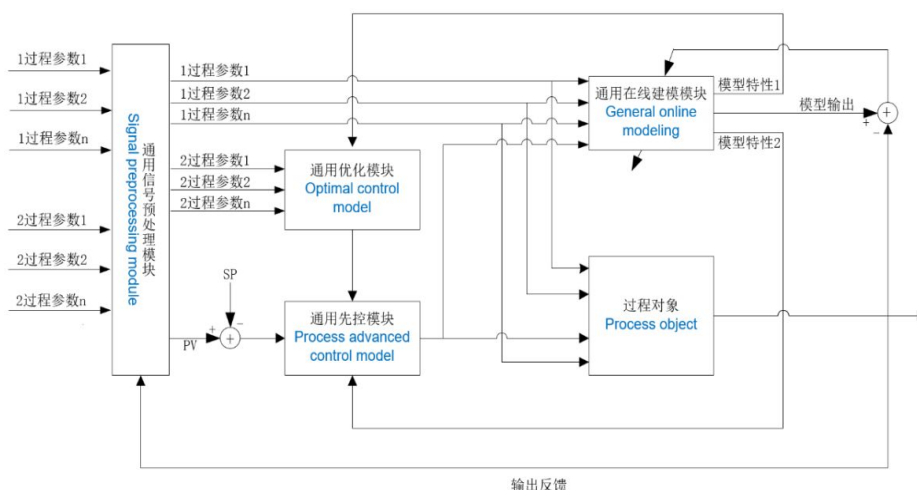 1过程参数1
1过程参数2
1过程参数n
2过程参数1
2过程参数2
2过程参数n
通用信号预处理模块
Signal preprocessing module
1过程参数1
1过程参数2
1过程参数n
2过程参数1
2过程参数2
2过程参数n
SP
+
-
+
PV
通用优化模块
Optimal control
model
通用先控模块
Process advanced
control model
通用在线建模模块
General online
modeling
模型特性1
模型输出
模型特性2
+
-
+
过程对象
Process object
输出反馈